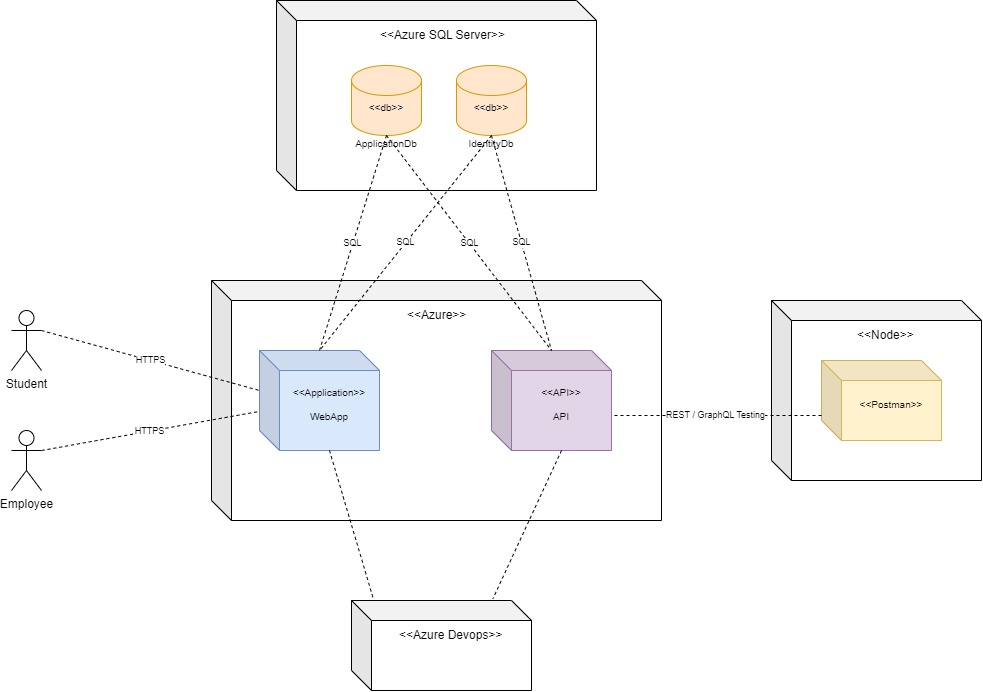 <<Azure SQL Server>>
<<db>>
<<db>>
ApplicationDb
IdentityDb
SQL
SQL
SQL
SQL
<<Azure>>
<<Node>>
Student
HTTPS
<<Application>>
WebApp
<<API>>
API
REST / GraphQL Testing
<<Postman>>
HTTPS
Employee
<<Azure Devops>>